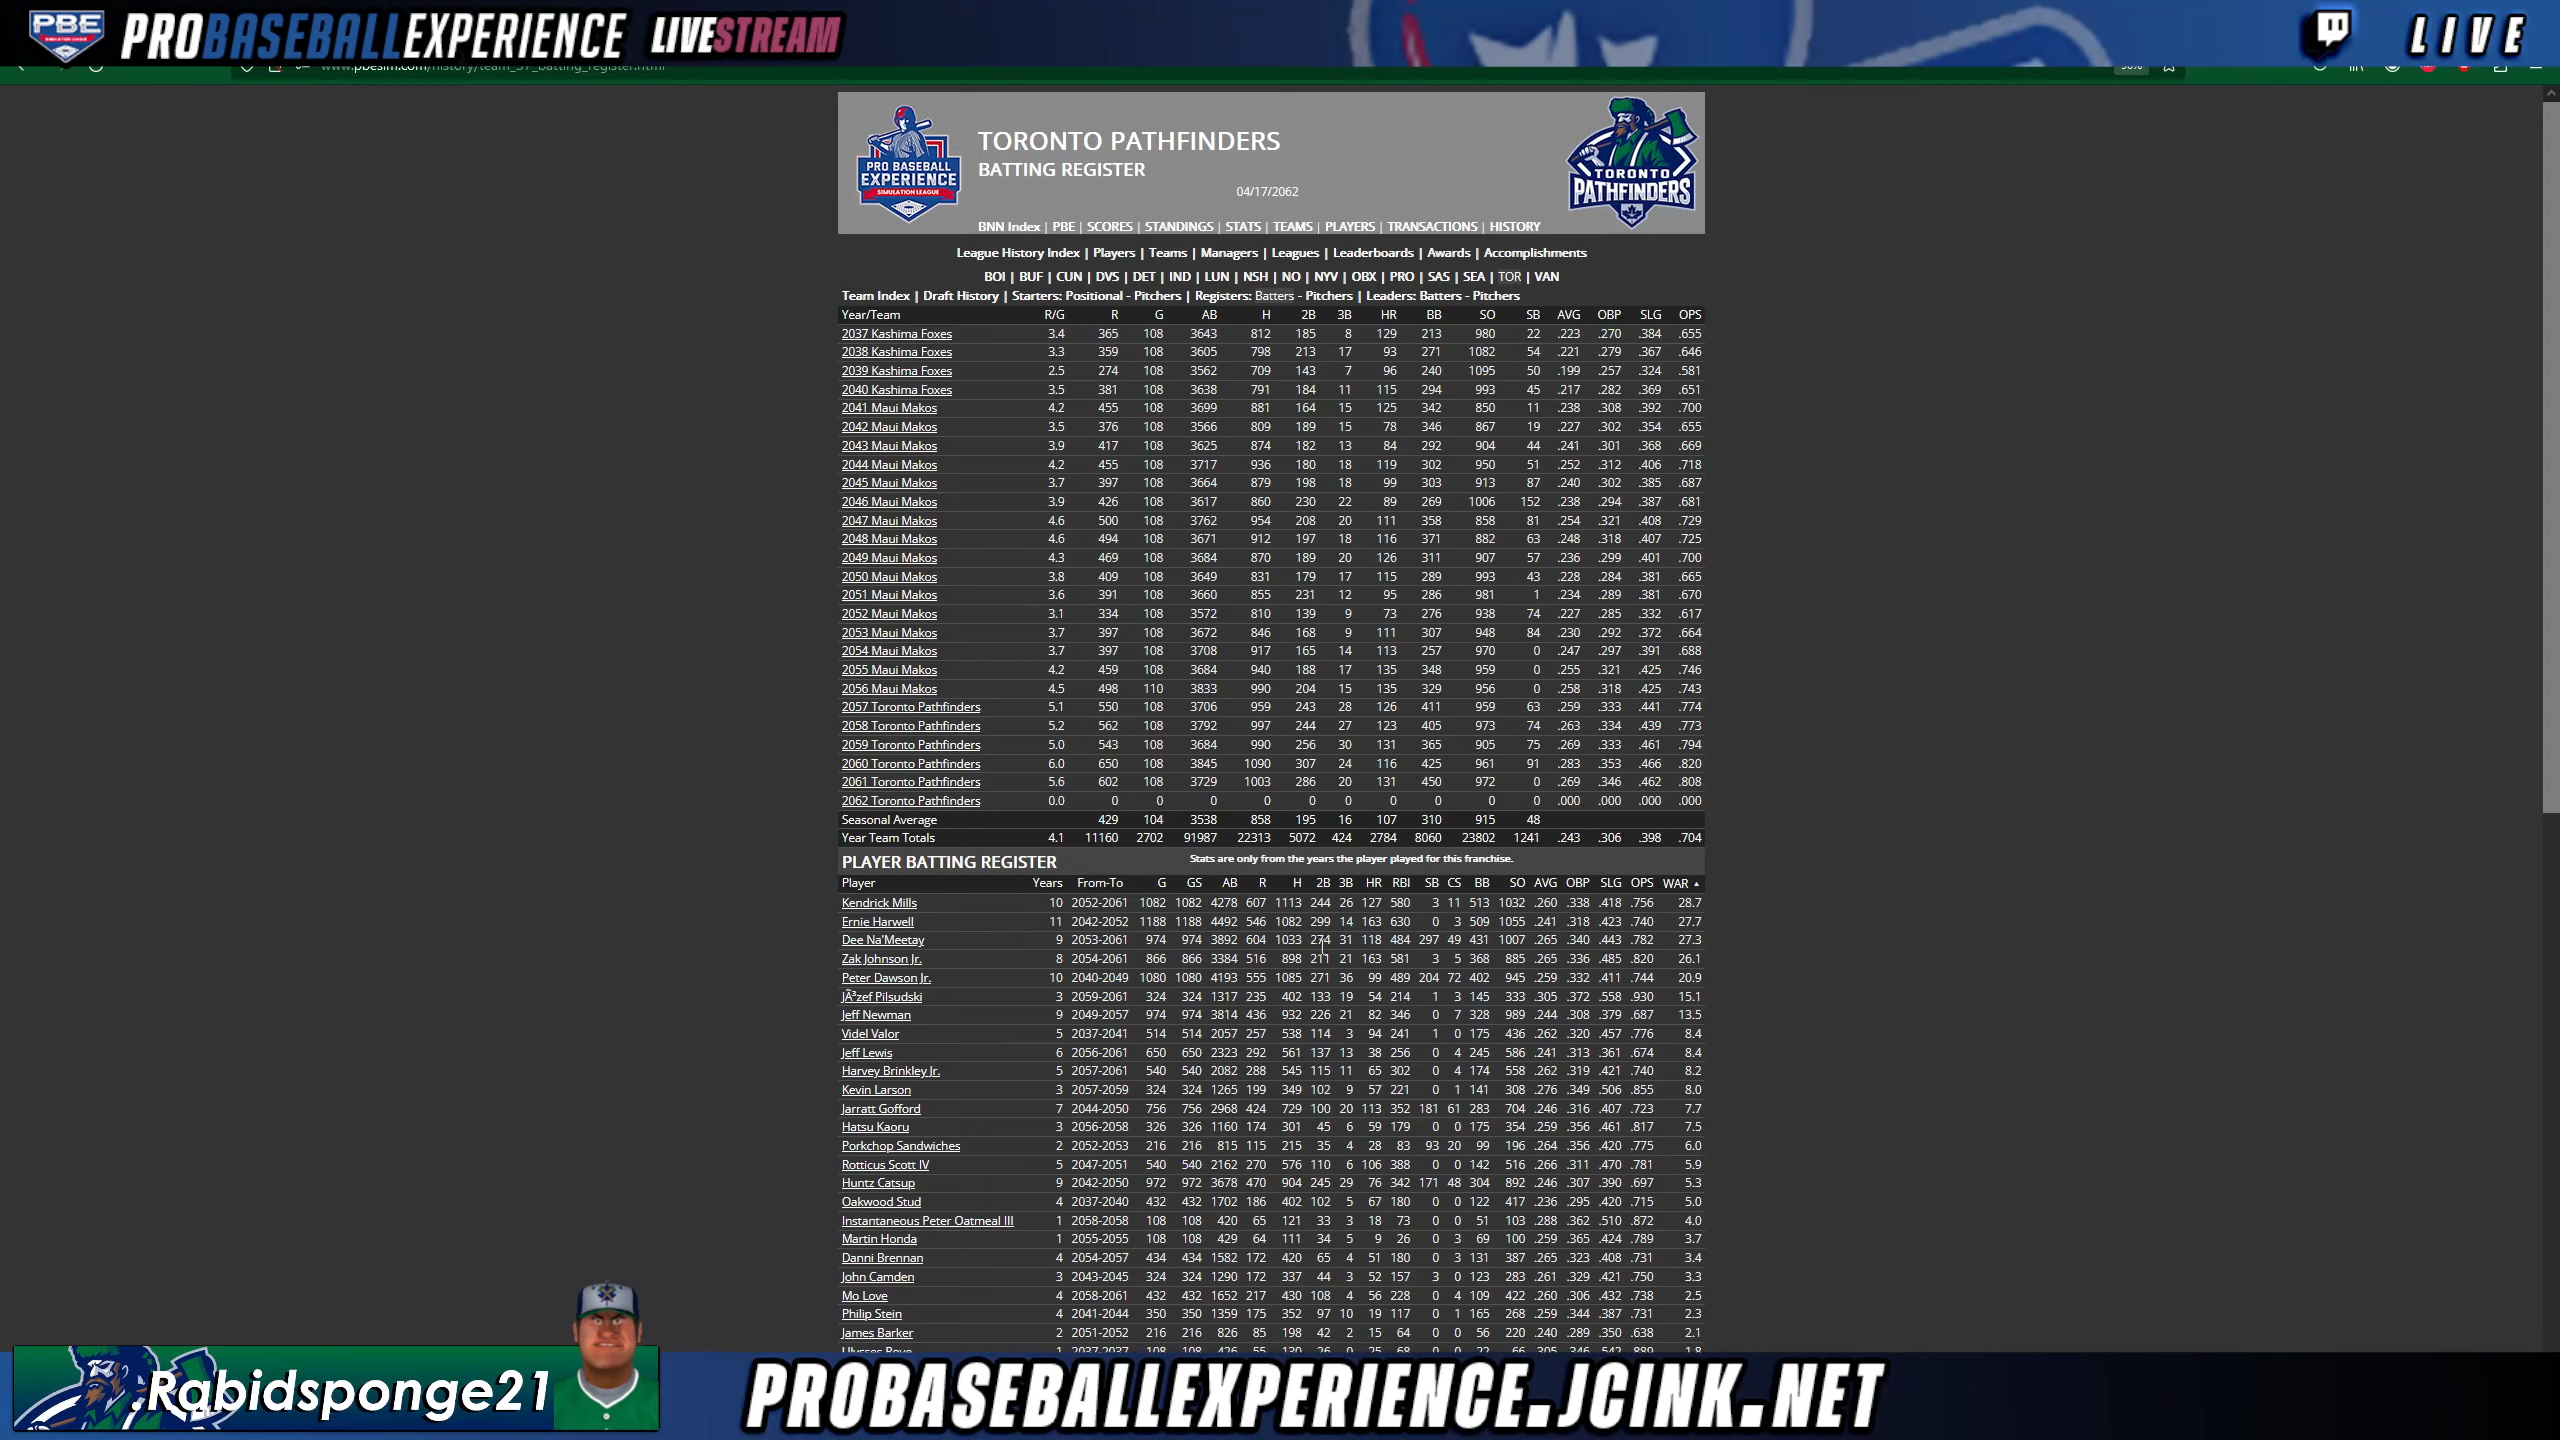 PBE PROBASEBALLEXPERIENCE LIVESTREAM LIVE
www.pbesim.com/history/team_57_batting_register.html
PRO BASEBALL EXPERIENCE SIMULATION LEAGUE
TORONTO PATHFINDERS
BATTING REGISTER
04/17/2062
TORONTO PATHFINDERS
BNN Index | PBE | SCORES | STANDINGS | STATS | TEAMS | PLAYERS | TRANSACTIONS | HISTORY
League History Index | Players | Teams | Managers | Leagues | Leaderboards | Awards | Accomplishments
BOI | BUF | CUN | DVS | DET | IND | LUN | NSH | NO | NYV | OBX | PRO | SAS | SEA | TOR | VAN
Team Index | Draft History | Starters: Positional - Pitchers | Registers: Batters - Pitchers | Leaders: Batters - Pitchers
Year/Team R/G R G AB H 2B 3B HR BB SO SB AVG OBP SLG OPS
2037 Kashima Foxes 3.4 365 108 3643 812 185 8 129 213 980 22 .223 .270 .384 .655
2038 Kashima Foxes 3.3 359 108 3605 798 213 17 93 271 1082 54 .221 .279 .367 .646
2039 Kashima Foxes 2.5 274 108 3562 709 143 7 96 240 1095 50 .199 .257 .324 .581
2040 Kashima Foxes 3.5 381 108 3638 791 184 11 115 294 993 45 .217 .282 .369 .651
2041 Maui Makos 4.2 455 108 3699 881 164 15 125 342 850 11 .238 .308 .392 .700
2042 Maui Makos 3.5 376 108 3566 809 189 15 78 346 867 19 .227 .302 .354 .655
2043 Maui Makos 3.9 417 108 3625 874 182 13 84 292 904 44 .241 .301 .368 .669
2044 Maui Makos 4.2 455 108 3717 936 180 18 119 302 950 51 .252 .312 .406 .718
2045 Maui Makos 3.7 397 108 3664 879 198 18 99 303 913 87 .240 .302 .385 .687
2046 Maui Makos 3.9 426 108 3617 860 230 22 89 269 1006 152 .238 .294 .387 .681
2047 Maui Makos 4.6 500 108 3762 954 208 20 111 358 858 81 .254 .321 .408 .729
2048 Maui Makos 4.6 494 108 3671 912 197 18 116 371 882 63 .248 .318 .407 .725
2049 Maui Makos 4.3 469 108 3684 870 189 20 126 311 907 57 .236 .299 .401 .700
2050 Maui Makos 3.8 409 108 3649 831 179 17 115 289 993 43 .228 .284 .381 .665
2051 Maui Makos 3.6 391 108 3660 855 231 12 95 286 981 1 .234 .289 .381 .670
2052 Maui Makos 3.1 334 108 3572 810 139 9 73 276 938 74 .227 .285 .332 .617
2053 Maui Makos 3.7 397 108 3672 846 168 9 111 307 948 84 .230 .292 .372 .664
2054 Maui Makos 3.7 397 108 3708 917 165 14 113 257 970 0 .247 .297 .391 .688
2055 Maui Makos 4.2 459 108 3684 940 188 17 135 348 959 0 .255 .321 .425 .746
2056 Maui Makos 4.5 498 110 3833 990 204 15 135 329 956 0 .258 .318 .425 .743
2057 Toronto Pathfinders 5.1 550 108 3706 959 243 28 126 411 959 63 .259 .333 .441 .774
2058 Toronto Pathfinders 5.2 562 108 3792 997 244 27 123 405 973 74 .263 .334 .439 .773
2059 Toronto Pathfinders 5.0 543 108 3684 990 256 30 131 365 905 75 .269 .333 .461 .794
2060 Toronto Pathfinders 6.0 650 108 3845 1090 307 24 116 425 961 91 .283 .353 .466 .820
2061 Toronto Pathfinders 5.6 602 108 3729 1003 286 20 131 450 972 0 .269 .346 .462 .808
2062 Toronto Pathfinders 0.0 0 0 0 0 0 0 0 0 0 0 .000 .000 .000 .000
Seasonal Average 429 104 3538 858 195 16 107 310 915 48
Year Team Totals 4.1 11160 2702 91987 22313 5072 424 2784 8060 23802 1241 .243 .306 .398 .704
PLAYER BATTING REGISTER Stats are only from the years the player played for this franchise.
Player Years From-To G GS AB R H 2B 3B HR RBI SB CS BB SO AVG OBP SLG OPS WAR
Kendrick Mills 10 2052-2061 1082 1082 4278 607 1113 244 26 127 580 3 11 513 1032 .260 .338 .418 .756 28.7
Ernie Harwell 11 2042-2052 1188 1188 4492 546 1082 299 14 163 630 0 3 509 1055 .241 .318 .423 .740 27.7
Dee Na'Meetay 9 2053-2061 974 974 3892 604 1033 274 31 118 484 297 49 431 1007 .265 .340 .443 .782 27.3
Zak Johnson Jr. 8 2054-2061 866 866 3384 516 898 211 21 163 581 3 5 368 885 .265 .336 .485 .820 26.1
Peter Dawson Jr. 10 2040-2049 1080 1080 4193 555 1085 271 36 99 489 204 72 402 945 .259 .332 .411 .744 20.9
JÃ³zef Pilsudski 3 2059-2061 324 324 1317 235 402 133 19 54 214 1 3 145 333 .305 .372 .558 .930 15.1
Jeff Newman 9 2049-2057 974 974 3814 436 932 226 21 82 346 0 7 328 989 .244 .308 .379 .687 13.5
Videl Valor 5 2037-2041 514 514 2057 257 538 114 3 94 241 1 0 175 436 .262 .320 .457 .776 8.4
Jeff Lewis 6 2056-2061 650 650 2323 292 561 137 13 38 256 0 4 245 586 .241 .313 .361 .674 8.4
Harvey Brinkley Jr. 5 2057-2061 540 540 2082 288 545 115 11 65 302 0 4 174 558 .262 .319 .421 .740 8.2
Kevin Larson 3 2057-2059 324 324 1265 199 349 102 9 57 221 0 1 141 308 .276 .349 .506 .855 8.0
Jarratt Gofford 7 2044-2050 756 756 2968 424 729 100 20 113 352 181 61 283 704 .246 .316 .407 .723 7.7
Hatsu Kaoru 3 2056-2058 326 326 1160 174 301 45 6 59 179 0 0 175 354 .259 .356 .461 .817 7.5
Porkchop Sandwiches 2 2052-2053 216 216 815 115 215 35 4 28 83 93 20 99 196 .264 .356 .420 .775 6.0
Rotticus Scott IV 5 2047-2051 540 540 2162 270 576 110 6 106 388 0 0 142 516 .266 .311 .470 .781 5.9
Huntz Catsup 9 2042-2050 972 972 3678 470 904 245 29 76 342 171 48 304 892 .246 .307 .390 .697 5.3
Oakwood Stud 4 2037-2040 432 432 1702 186 402 102 5 67 180 0 0 122 417 .236 .295 .420 .715 5.0
Instantaneous Peter Oatmeal III 1 2058-2058 108 108 420 65 121 33 3 18 73 0 0 51 103 .288 .362 .510 .872 4.0
Martin Honda 1 2055-2055 108 108 429 64 111 34 5 9 26 0 3 69 100 .259 .365 .424 .789 3.7
Danni Brennan 4 2054-2057 434 434 1582 172 420 65 4 51 180 0 3 131 387 .265 .323 .408 .731 3.4
John Camden 3 2043-2045 324 324 1290 172 337 44 3 52 157 3 0 123 283 .261 .329 .421 .750 3.3
Mo Love 4 2058-2061 432 432 1652 217 430 108 4 56 228 0 4 109 422 .260 .306 .432 .738 2.5
Philip Stein 4 2041-2044 350 350 1359 175 352 97 10 19 117 0 1 165 268 .259 .344 .387 .731 2.3
James Barker 2 2051-2052 216 216 826 85 198 42 2 15 64 0 0 56 220 .240 .289 .350 .638 2.1
.Rabidsponge21
PROBASEBALLEXPERIENCE.JCINK.NET